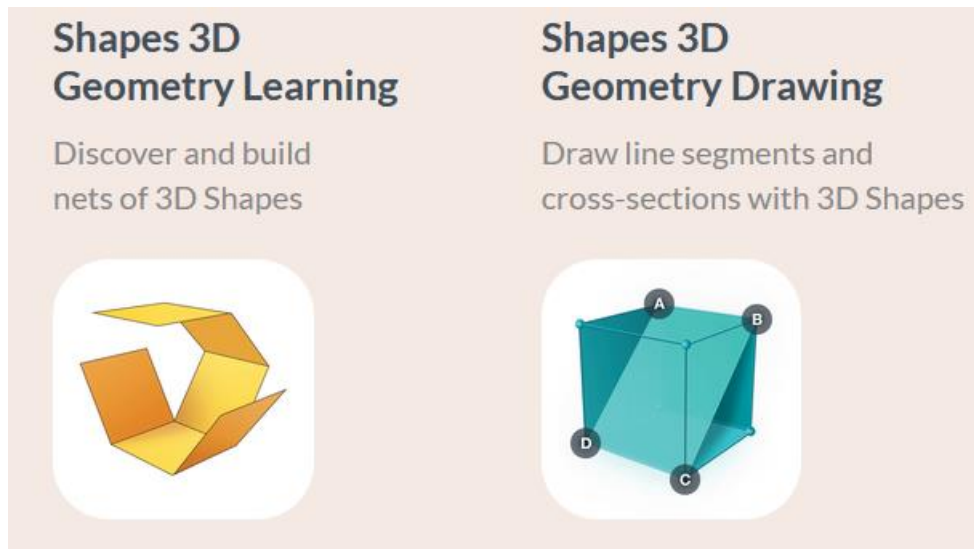 Shapes 3D
Geometry Learning
Discover and build
nets of 3D Shapes
Shapes 3D
Geometry Drawing
Draw line segments and
cross-sections with 3D Shapes
A
B
D
C